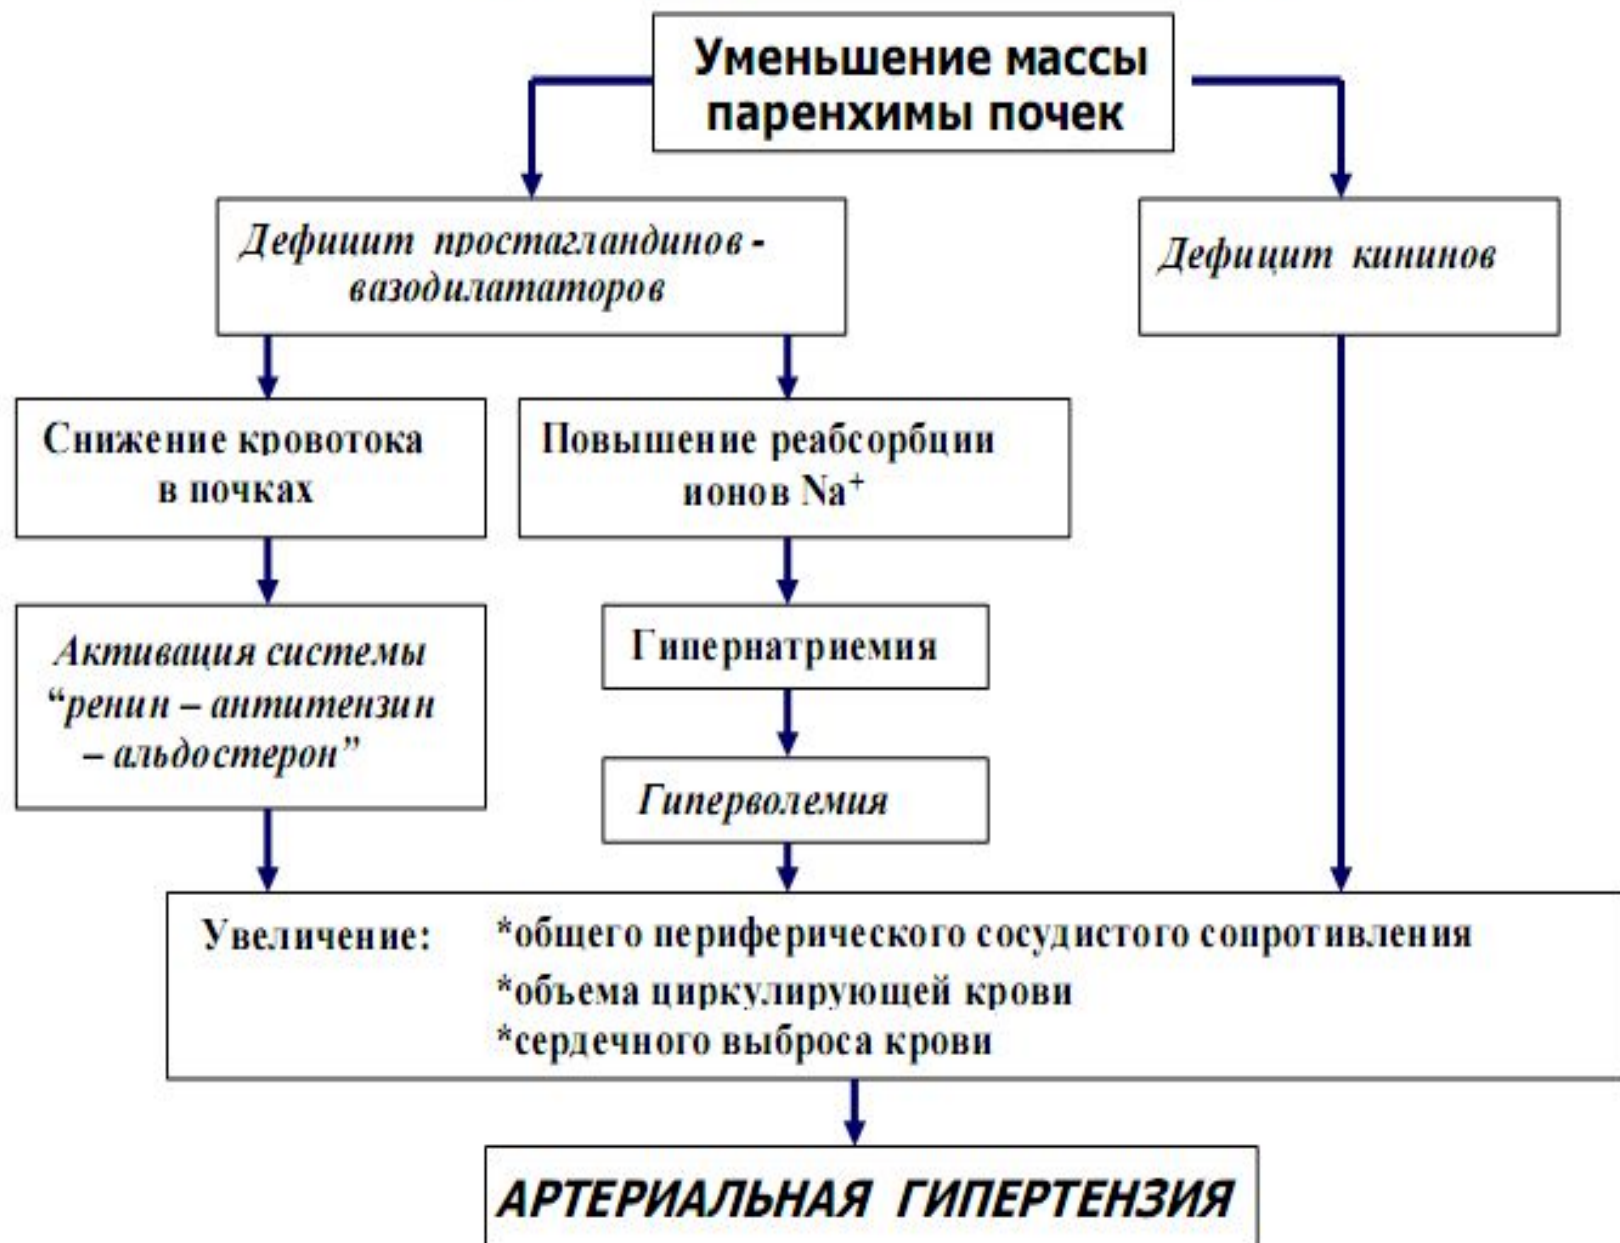 Уменьшение массы
паренхимы почек
Дефицит простагландинов -
вазодилататоров
Дефицит кининов
Снижение кровотока
в почках
Повышение реабсорбции
ионов Na⁺
Активация системы
“ренин – антитензин
– альдостерон”
Гипернатриемия
Гиперволемия
Увеличение: *общего периферического сосудистого сопротивления
*объема циркулирующей крови
*сердечного выброса крови
АРТЕРИАЛЬНАЯ ГИПЕРТЕНЗИЯ